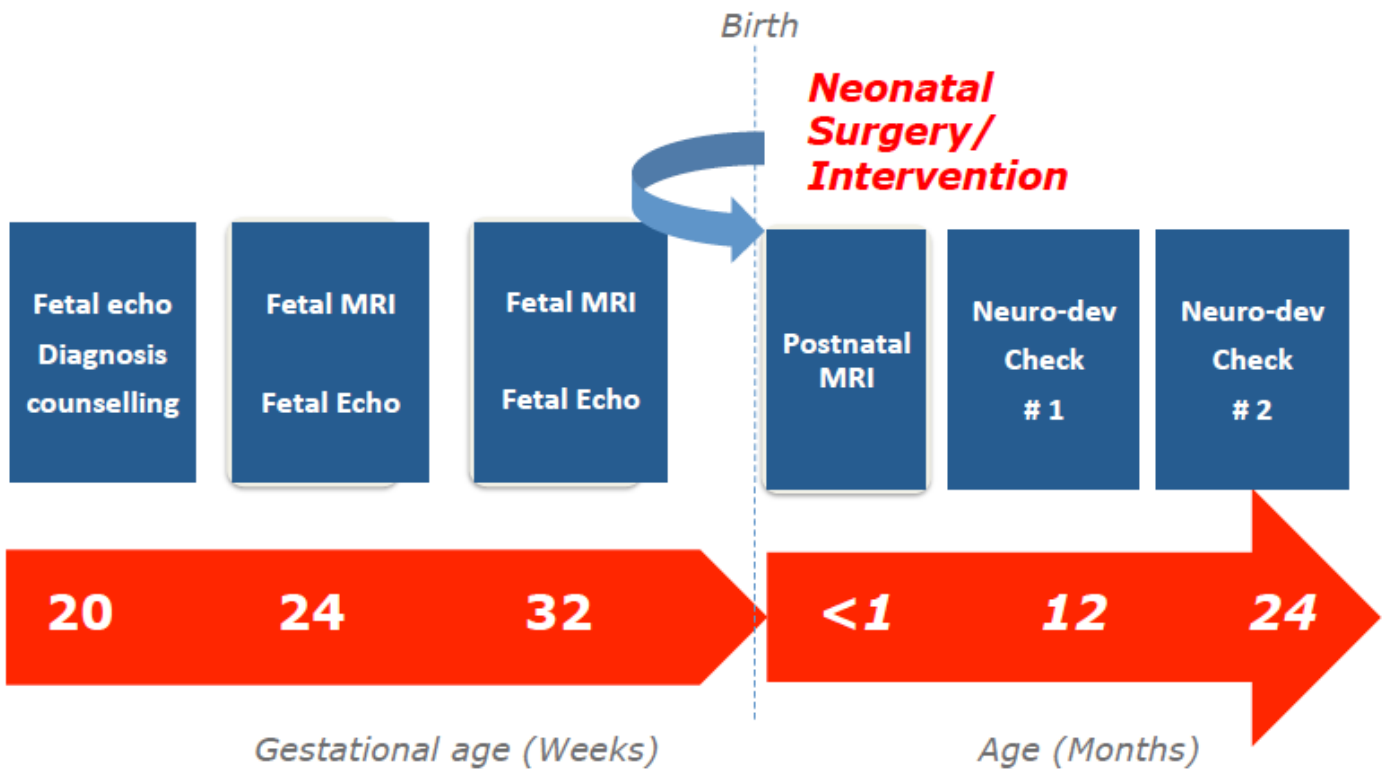 Birth
Neonatal
Surgery/
Intervention
Fetal echo
Diagnosis
counselling
Fetal MRI
Fetal Echo
Fetal MRI
Fetal Echo
Postnatal
MRI
Neuro-dev
Check
# 1
Neuro-dev
Check
# 2
20
24
32
<1
12
24
Gestational age (Weeks)
Age (Months)